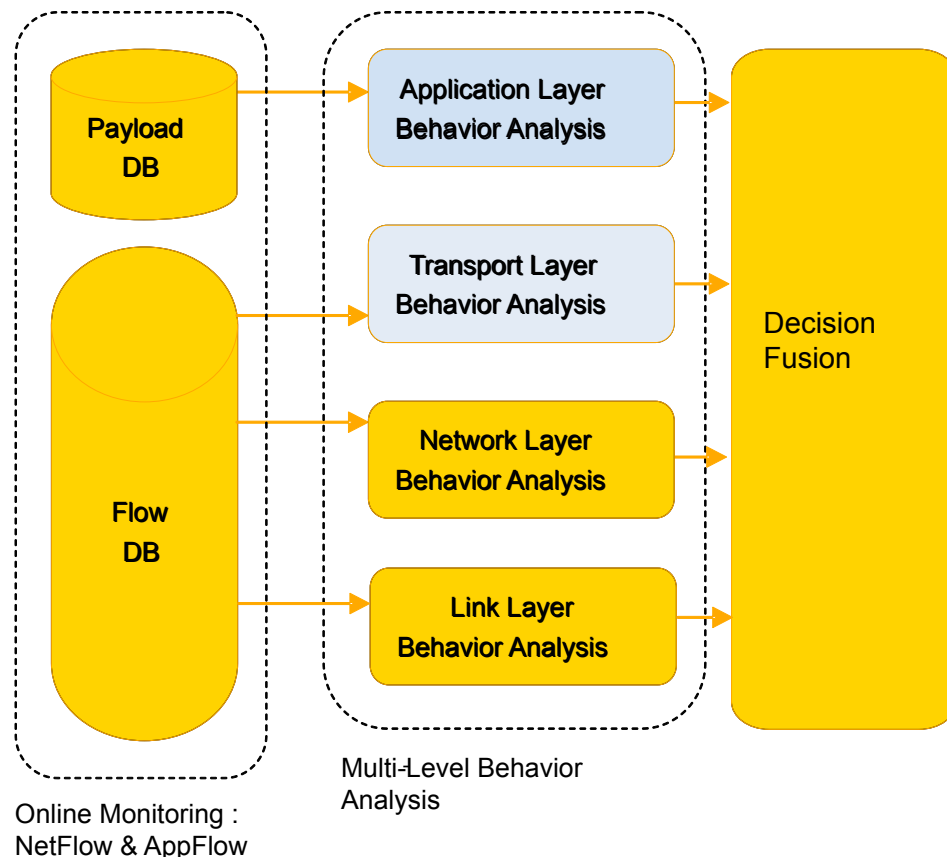 Payload
DB
Application Layer
Behavior Analysis
Transport Layer
Behavior Analysis
Flow
DB
Network Layer
Behavior Analysis
Link Layer
Behavior Analysis
Decision
Fusion
Multi-Level Behavior
Analysis
Online Monitoring :
NetFlow & AppFlow